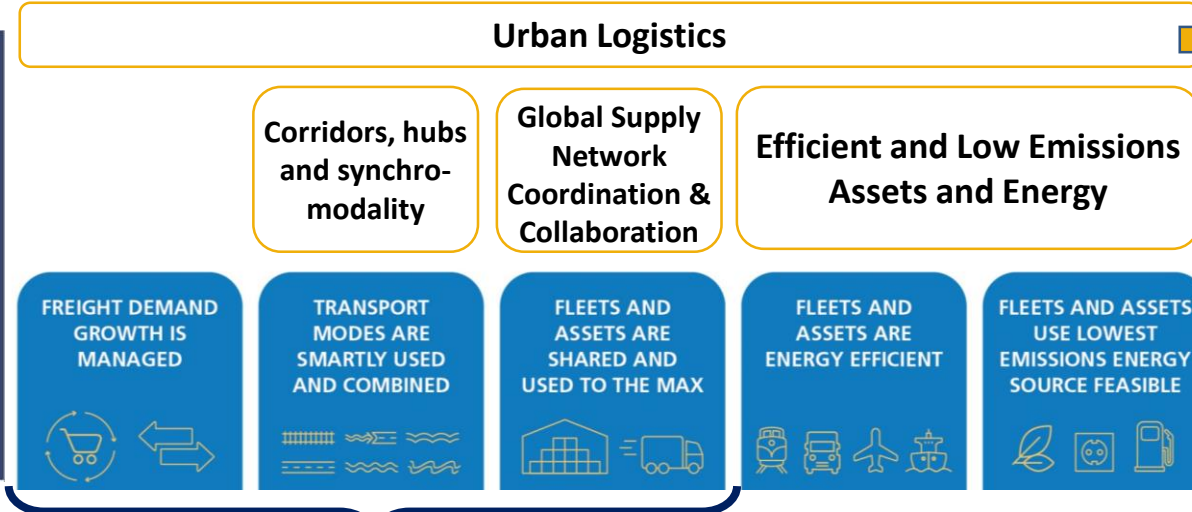 Urban Logistics
Corridors, hubs
and synchro-
modality
Global Supply
Network
Coordination &
Collaboration
Efficient and Low Emissions
Assets and Energy
FREIGHT DEMAND
GROWTH IS
MANAGED
TRANSPORT
MODES ARE
SMARTLY USED
AND COMBINED
FLEETS AND
ASSETS ARE
SHARED AND
USED TO THE MAX
FLEETS AND
ASSETS ARE
ENERGY EFFICIENT
FLEETS AND ASSETS
USE LOWEST
EMISSIONS ENERGY
SOURCE FEASIBLE